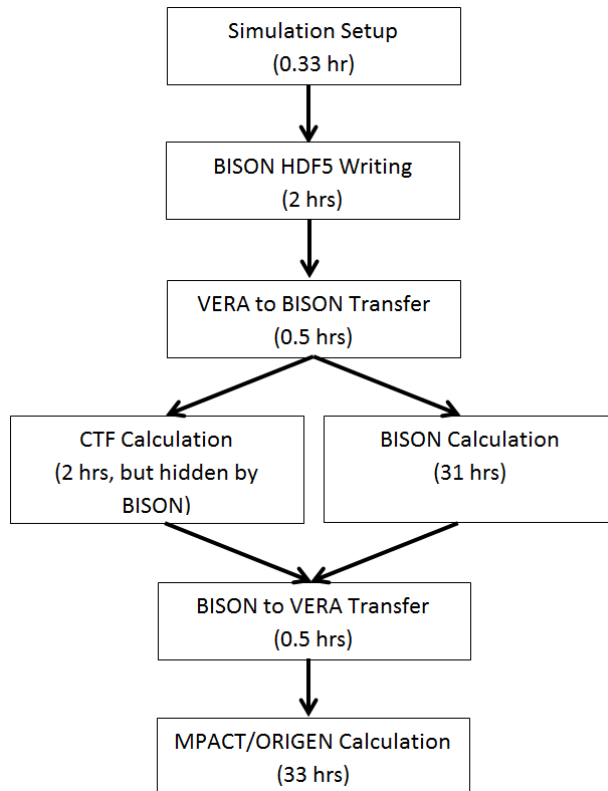 Simulation Setup
(0.33 hr)
BISON HDF5 Writing
(2 hrs)
VERA to BISON Transfer
(0.5 hrs)
CTF Calculation
(2 hrs, but hidden by
BISON)
BISON Calculation
(31 hrs)
BISON to VERA Transfer
(0.5 hrs)
MPACT/ORIGEN Calculation
(33 hrs)